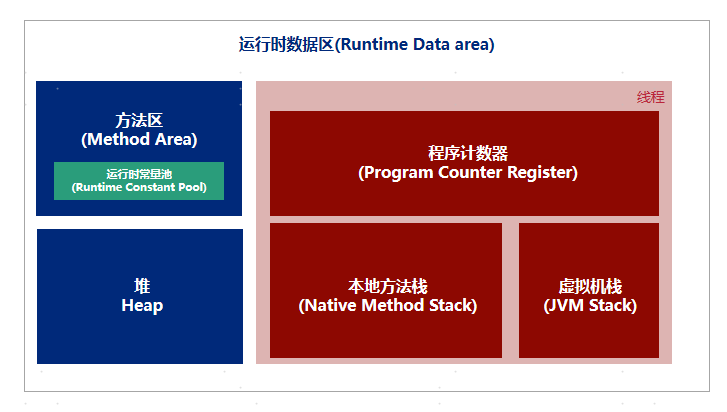 运行时数据区(Runtime Data area)
方法区
(Method Area)
运行时常量池
(Runtime Constant Pool)
堆
Heap
线程
程序计数器
(Program Counter Register)
本地方法栈
(Native Method Stack)
虚拟机栈
(JVM Stack)